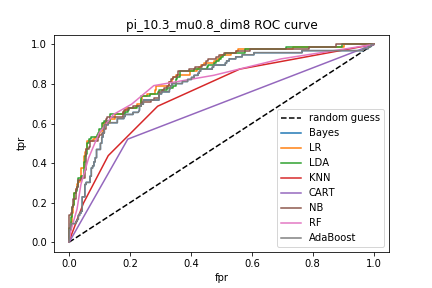 pi_10.3_mu0.8_dim8 ROC curve
tpr
1.0
0.8
0.6
0.4
0.2
0.0
random guess
Bayes
LR
LDA
KNN
CART
NB
RF
AdaBoost
0.0 0.2 0.4 0.6 0.8 1.0
fpr